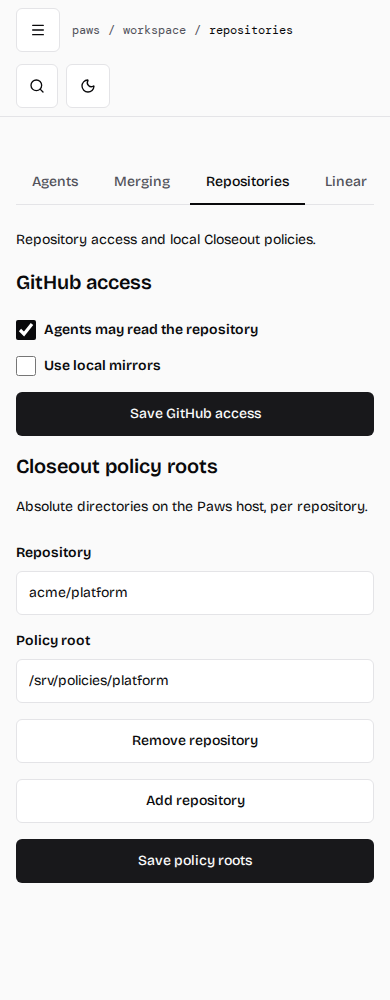 paws / workspace / repositories
Agents Merging Repositories Linear
Repository access and local Closeout policies.
GitHub access
Agents may read the repository
Use local mirrors
Save GitHub access
Closeout policy roots
Absolute directories on the Paws host, per repository.
Repository
acme/platform
Policy root
/srv/policies/platform
Remove repository
Add repository
Save policy roots